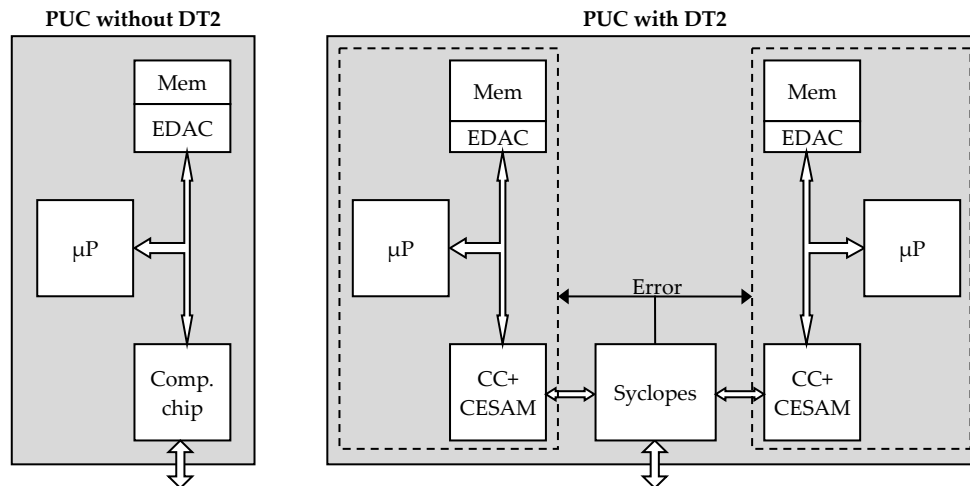 PUC without DT2
Mem
EDAC
µP
Comp.
chip
PUC with DT2
Mem
EDAC
µP
Error
CC+
CESAM
Syclopes
Mem
EDAC
µP
CC+
CESAM